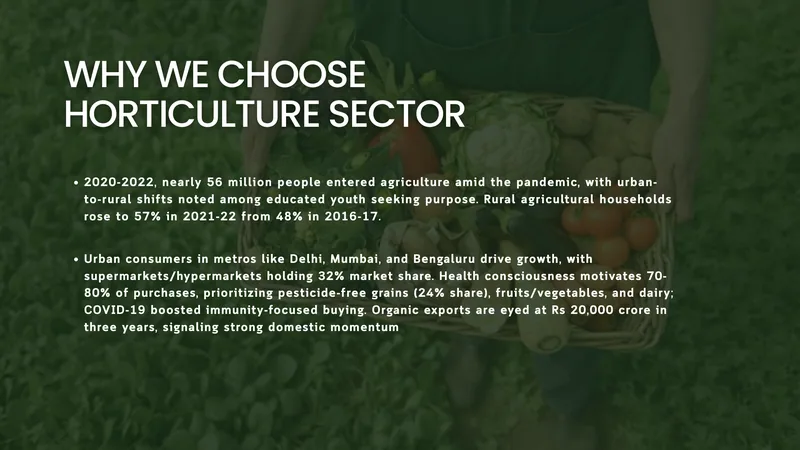 WHY WE CHOOSE
HORTICULTURE SECTOR
• 2020-2022, nearly 56 million people entered agriculture amid the pandemic, with urban-
to-rural shifts noted among educated youth seeking purpose. Rural agricultural households
rose to 57% in 2021-22 from 48% in 2016-17.
• Urban consumers in metros like Delhi, Mumbai, and Bengaluru drive growth, with
supermarkets/hypermarkets holding 32% market share. Health consciousness motivates 70-
80% of purchases, prioritizing pesticide-free grains (24% share), fruits/vegetables, and dairy;
COVID-19 boosted immunity-focused buying. Organic exports are eyed at Rs 20,000 crore in
three years, signaling strong domestic momentum